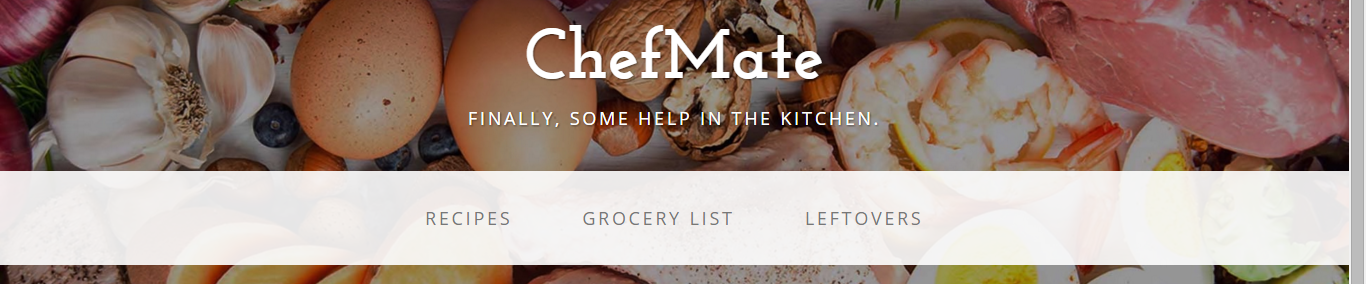 ChefMate
FINALLY, SOME HELP IN THE KITCHEN.
RECIPES GROCERY LIST LEFTOVERS